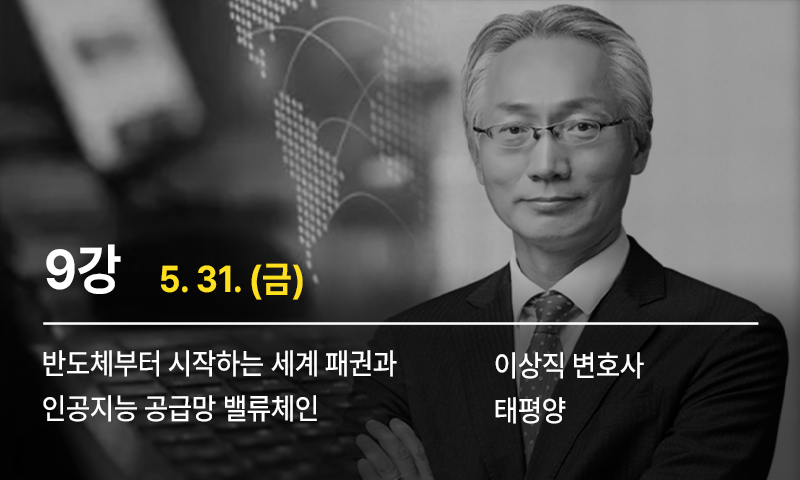 9강 5. 31. (금)
반도체부터 시작하는 세계 패권과
인공지능 공급망 밸류체인
이상직 변호사
태평양